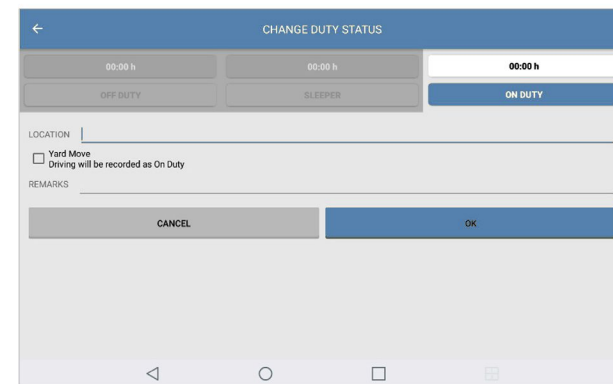 CHANGE DUTY STATUS
00:00 h 00:00 h 00:00 h
OFF DUTY SLEEPER ON DUTY
LOCATION
Yard Move
Driving will be recorded as On Duty
REMARKS
CANCEL OK